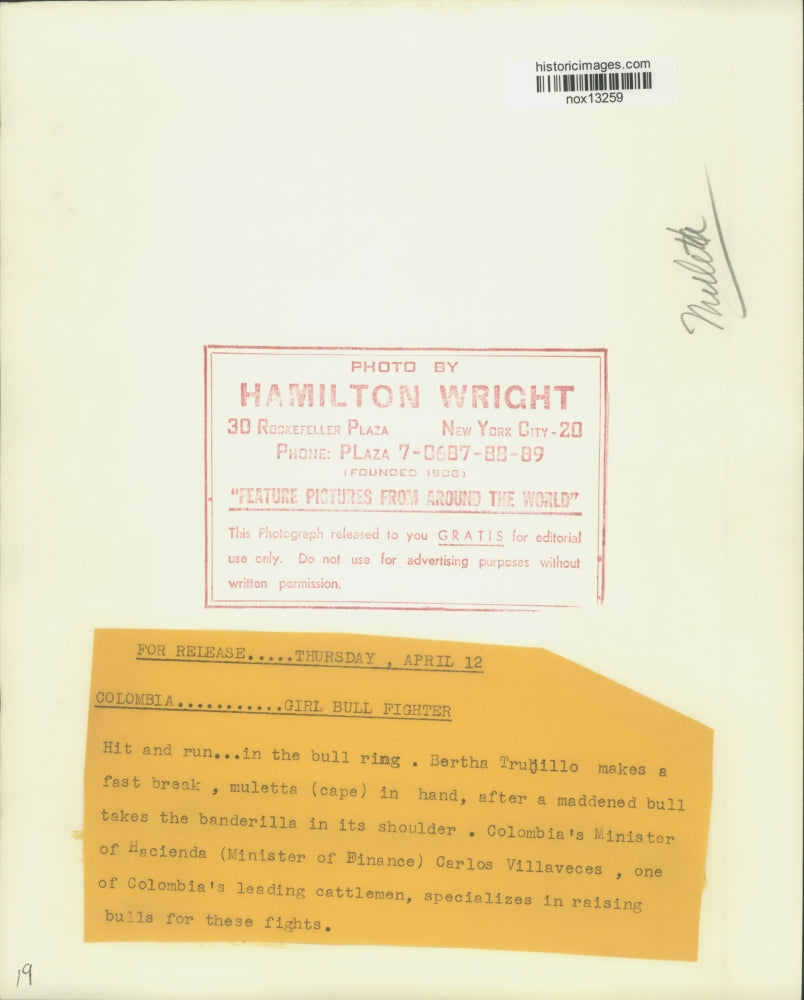 historicimages.com
nox13259
Muletta
PHOTO BY
HAMILTON WRIGHT
30 ROCKEFELLER PLAZA NEW YORK CITY-20
PHONE: PLAZA 7-0687-88-89
(FOUNDED 1908)
"FEATURE PICTURES FROM AROUND THE WORLD"
This Photograph released to you GRATIS for editorial
use only. Do not use for advertising purposes without
written permission.
FOR RELEASE.....THURSDAY , APRIL 12
COLOMBIA...........GIRL BULL FIGHTER
Hit and run...in the bull ring . Bertha Trujillo makes a
fast break , muletta (cape) in hand, after a maddened bull
takes the banderilla in its shoulder . Colombia's Minister
of Hacienda (Minister of Finance) Carlos Villaveces , one
of Colombia's leading cattlemen, specializes in raising
bulls for these fights.
19